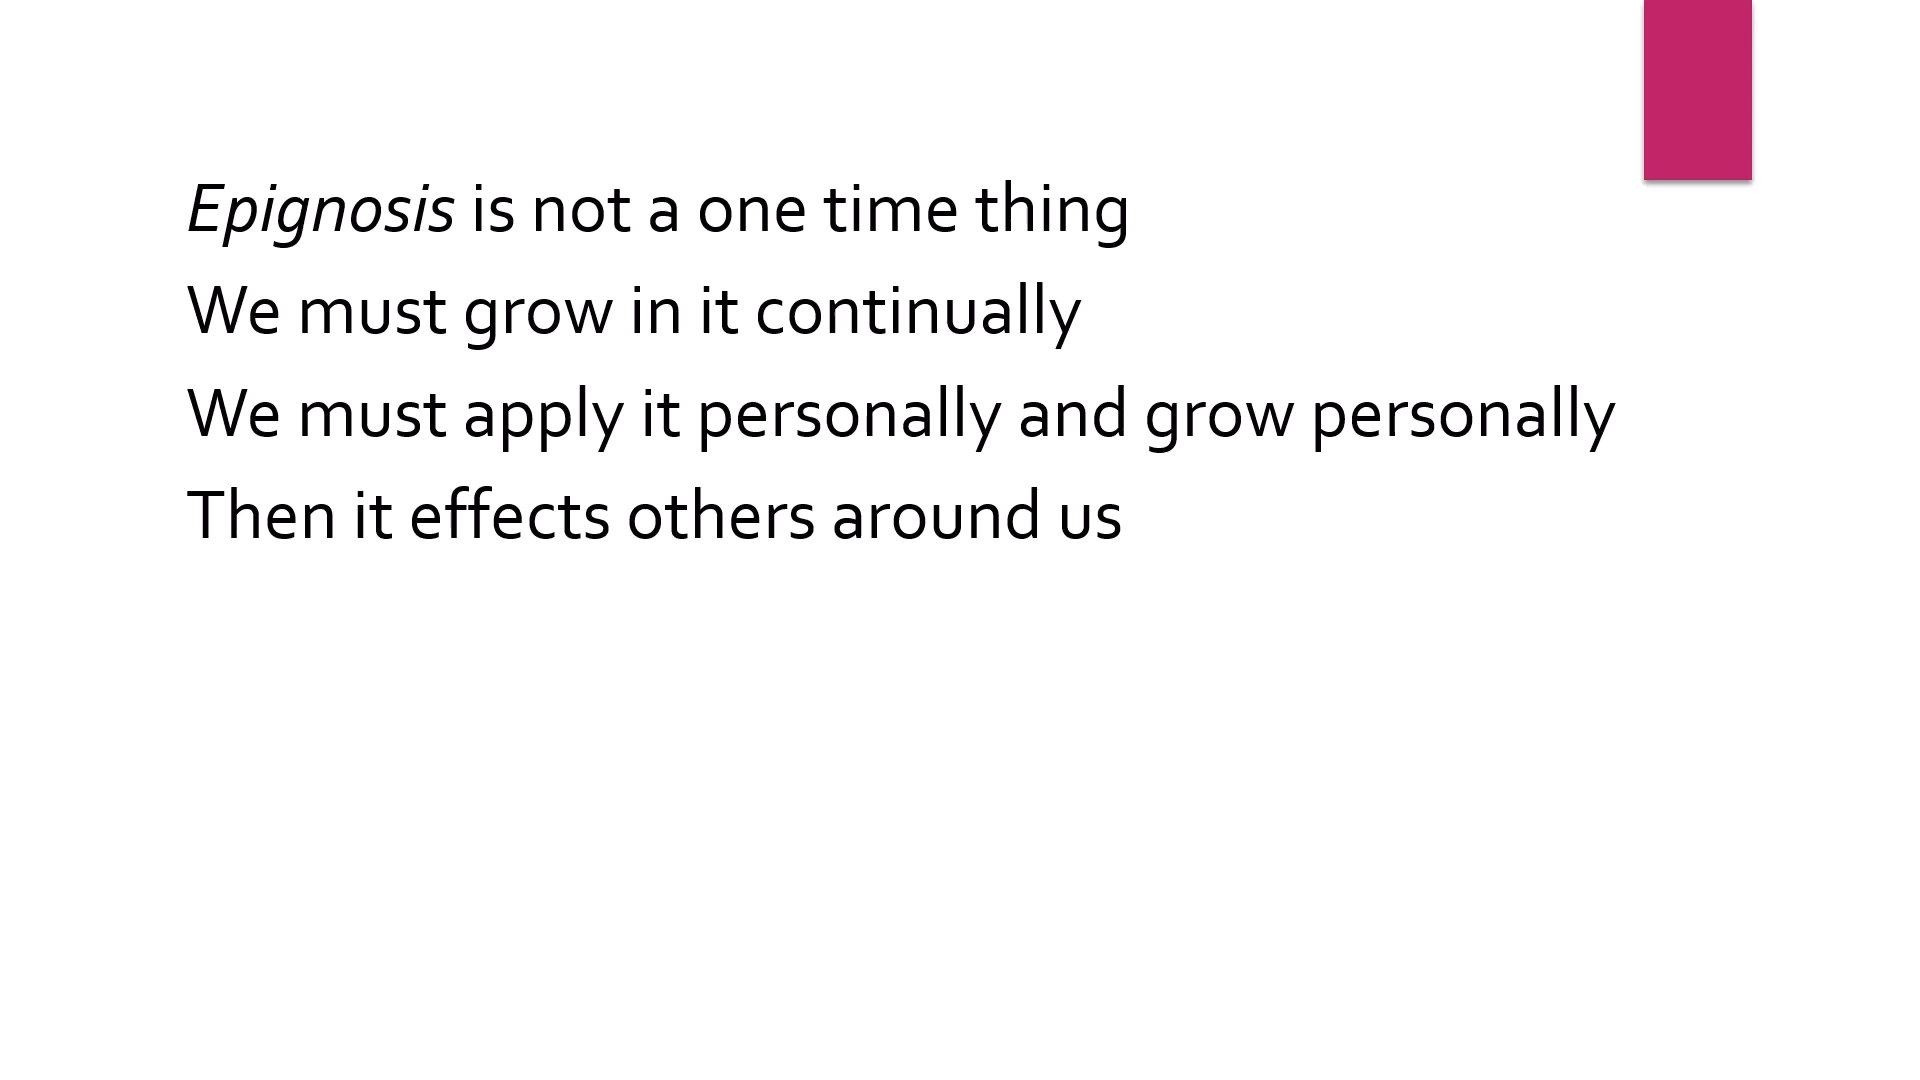 Epignosis is not a one time thing
We must grow in it continually
We must apply it personally and grow personally
Then it effects others around us